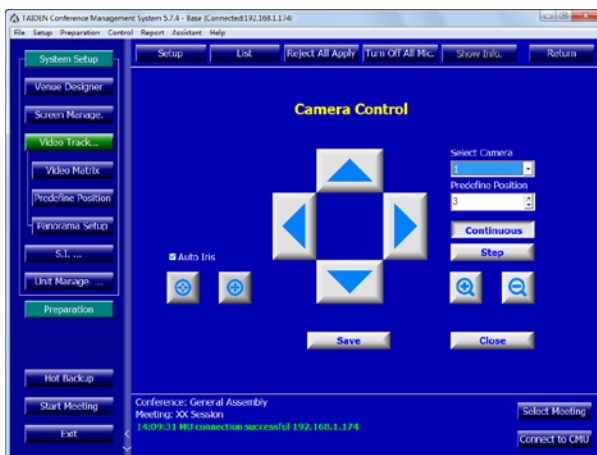 TAIDEN Conference Management System 5.7.4 - Base (Connected:192.168.1.174)
File Setup Preparation Control Report Assistant Help
System Setup
Venue Designer
Screen Manage.
Video Track...
Video Matrix
Predefine Position
Panorama Setup
S.I. ...
Unit Manage. ...
Preparation
Hot Backup
Start Meeting
Exit
Setup List Reject All Apply Turn Off All Mic. Show Info. Return
Camera Control
Select Camera
1
Predefine Position
3
Continuous
Step
Auto Iris
Save
Close
Conference: General Assembly
Meeting: XX Session
14:09:31 MU connection successful 192.168.1.174
Select Meeting
Connect to CMU